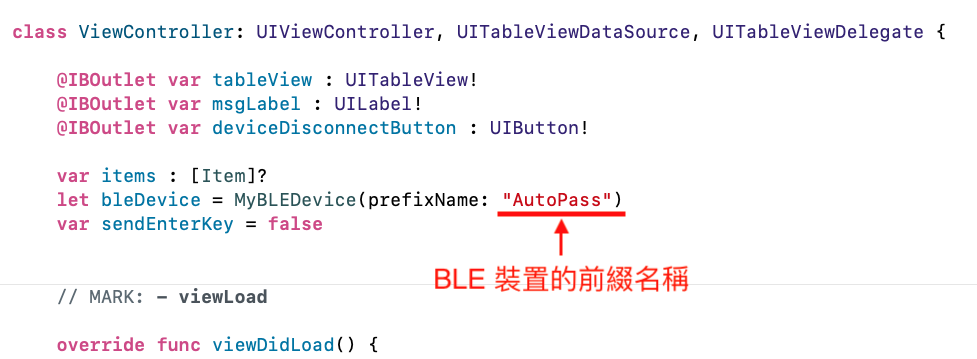 class ViewController: UIViewController, UITableViewDataSource, UITableViewDelegate {
@IBOutlet var tableView : UITableView!
@IBOutlet var msgLabel : UILabel!
@IBOutlet var deviceDisconnectButton : UIButton!
var items : [Item]?
let bleDevice = MyBLEDevice(prefixName: "AutoPass")
var sendEnterKey = false
BLE 裝置的前綴名稱
// MARK: - viewLoad
override func viewDidLoad() {